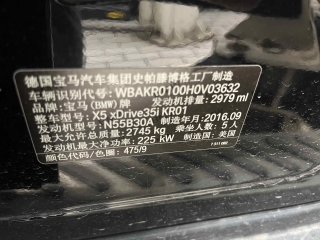 德国宝马汽车集团史帕滕博格工厂制造
车辆识别代号: WBAKR0100H0V03632
品牌: 宝马(BMW)牌 发动机排量: 2979 ml
整车型号: X5 xDrive35i KR01
发动机型号: N55B30A 制造年月: 2016.09
最大允许总质量: 2745 kg 乘坐人数: 5 人
发动机最大净功率: 225 kW 制造国: 美国
颜色代码/色圈: 475/9